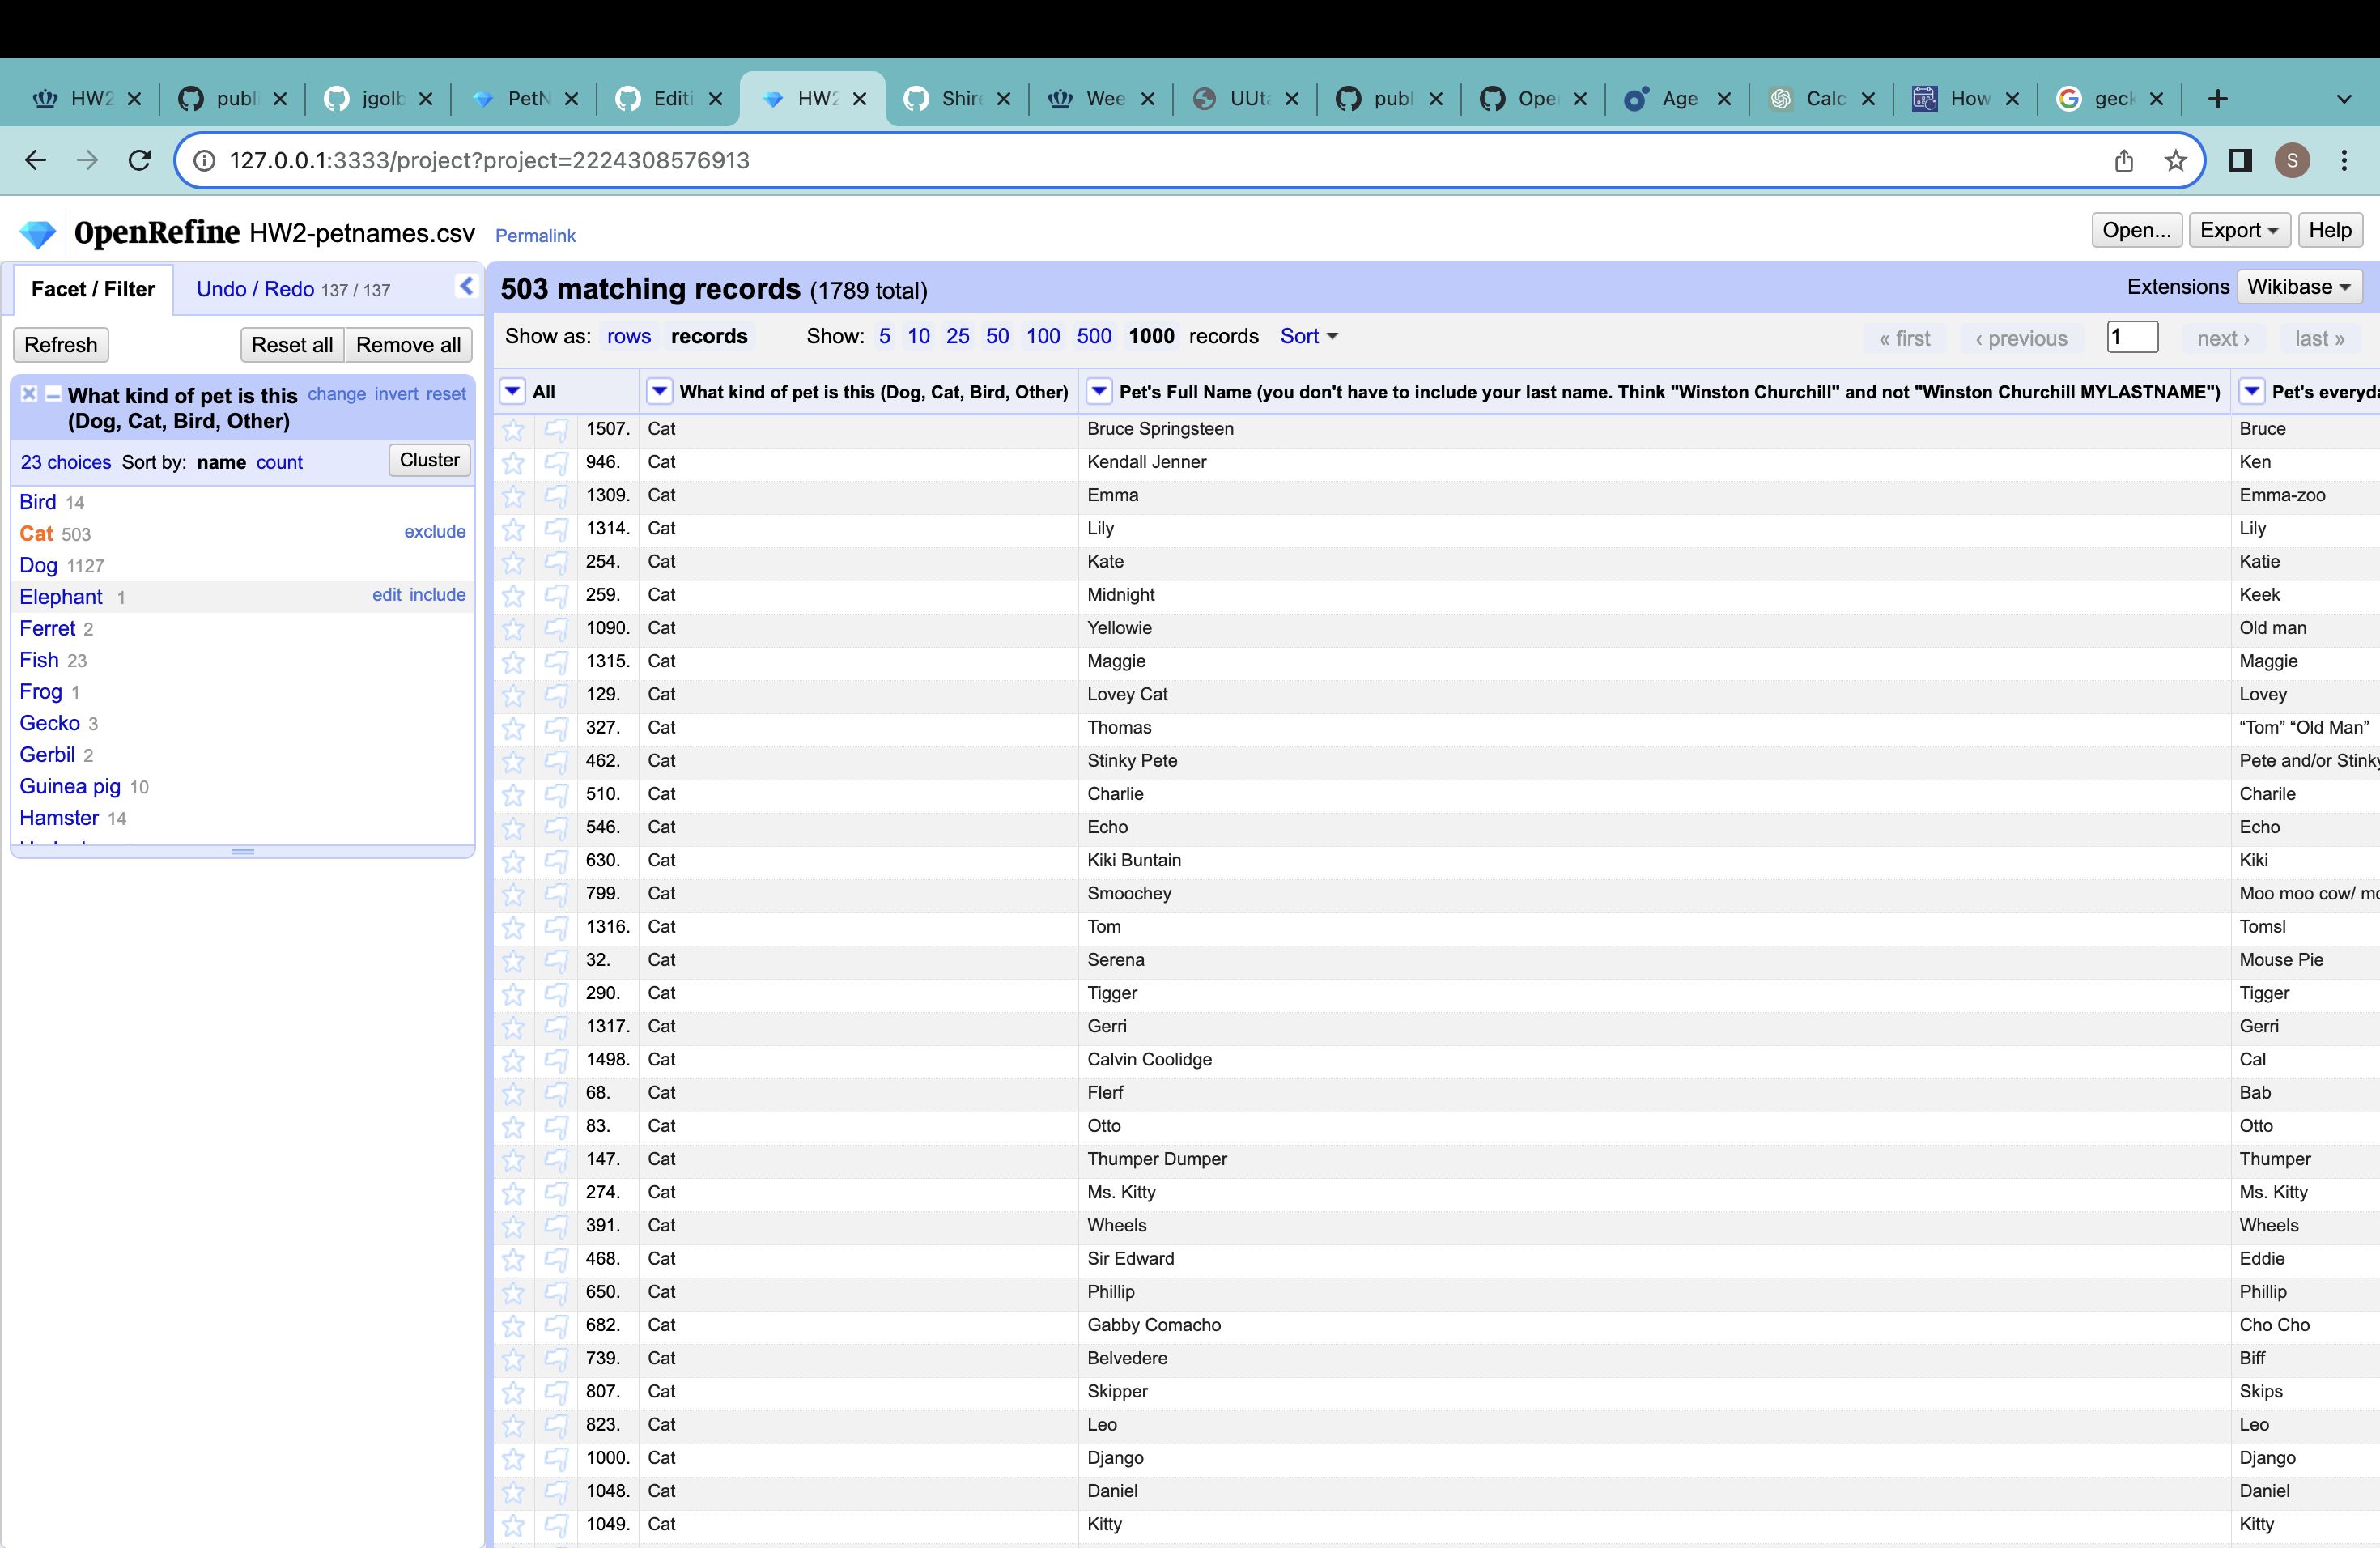 HW2 publ jgolb PetN Editi HW2 Shire Wee UUta publ Ope Age Calc How geck
127.0.0.1:3333/project?project=2224308576913 S
OpenRefine HW2-petnames.csv Permalink Open... Export Help
Facet / Filter Undo / Redo 137 / 137
503 matching records (1789 total) Extensions Wikibase
Refresh Reset all Remove all
Show as: rows records Show: 5 10 25 50 100 500 1000 records Sort « first ‹ previous 1 next › last »
What kind of pet is this (Dog, Cat, Bird, Other) change invert reset
23 choices Sort by: name count Cluster
Bird 14
Cat 503 exclude
Dog 1127
Elephant 1 edit include
Ferret 2
Fish 23
Frog 1
Gecko 3
Gerbil 2
Guinea pig 10
Hamster 14
All What kind of pet is this (Dog, Cat, Bird, Other) Pet's Full Name (you don't have to include your last name. Think "Winston Churchill" and not "Winston Churchill MYLASTNAME") Pet's everyda
1507. Cat Bruce Springsteen Bruce
946. Cat Kendall Jenner Ken
1309. Cat Emma Emma-zoo
1314. Cat Lily Lily
254. Cat Kate Katie
259. Cat Midnight Keek
1090. Cat Yellowie Old man
1315. Cat Maggie Maggie
129. Cat Lovey Cat Lovey
327. Cat Thomas “Tom” “Old Man”
462. Cat Stinky Pete Pete and/or Stinky
510. Cat Charlie Charile
546. Cat Echo Echo
630. Cat Kiki Buntain Kiki
799. Cat Smoochey Moo moo cow/ mo
1316. Cat Tom Tomsl
32. Cat Serena Mouse Pie
290. Cat Tigger Tigger
1317. Cat Gerri Gerri
1498. Cat Calvin Coolidge Cal
68. Cat Flerf Bab
83. Cat Otto Otto
147. Cat Thumper Dumper Thumper
274. Cat Ms. Kitty Ms. Kitty
391. Cat Wheels Wheels
468. Cat Sir Edward Eddie
650. Cat Phillip Phillip
682. Cat Gabby Comacho Cho Cho
739. Cat Belvedere Biff
807. Cat Skipper Skips
823. Cat Leo Leo
1000. Cat Django Django
1048. Cat Daniel Daniel
1049. Cat Kitty Kitty